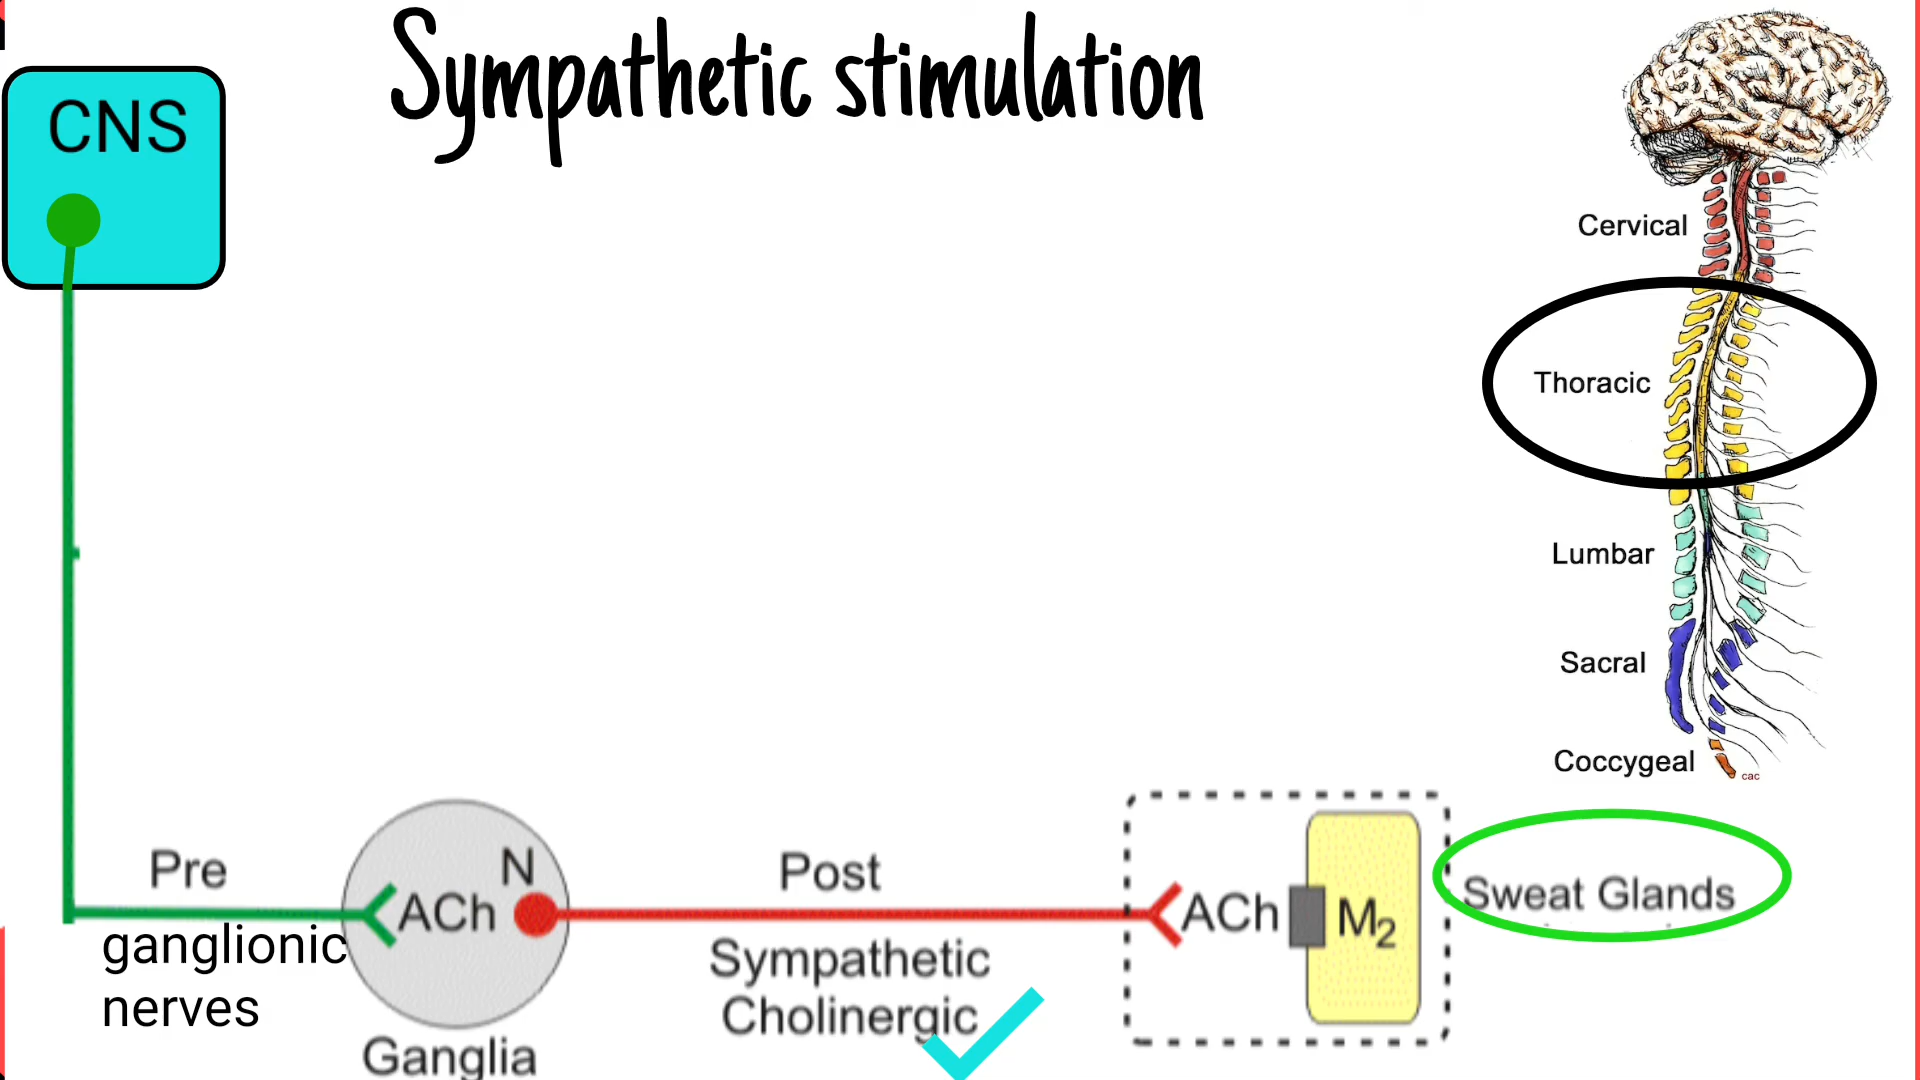 Sympathetic stimulation
CNS
Cervical
Thoracic
Lumbar
Sacral
Coccygeal
cac
Pre
ganglionic
nerves
N
ACh
Ganglia
Post
Sympathetic
Cholinergic
ACh
M₂
Sweat Glands